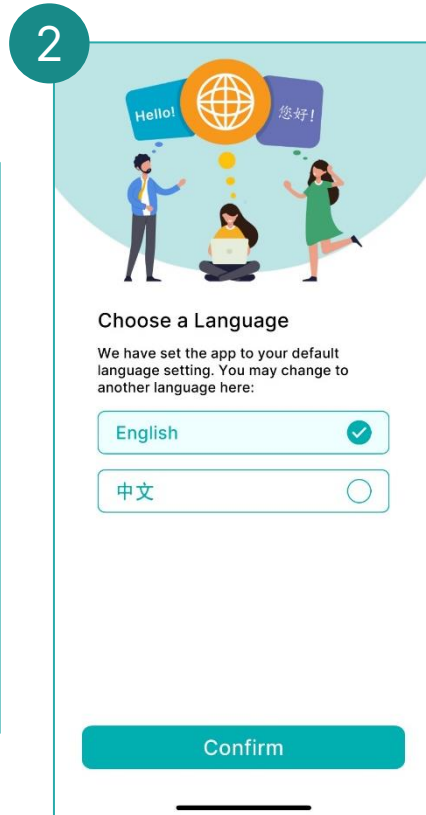 2
Hello!
您好!
Choose a Language
We have set the app to your default
language setting. You may change to
another language here:
English
中文
Confirm